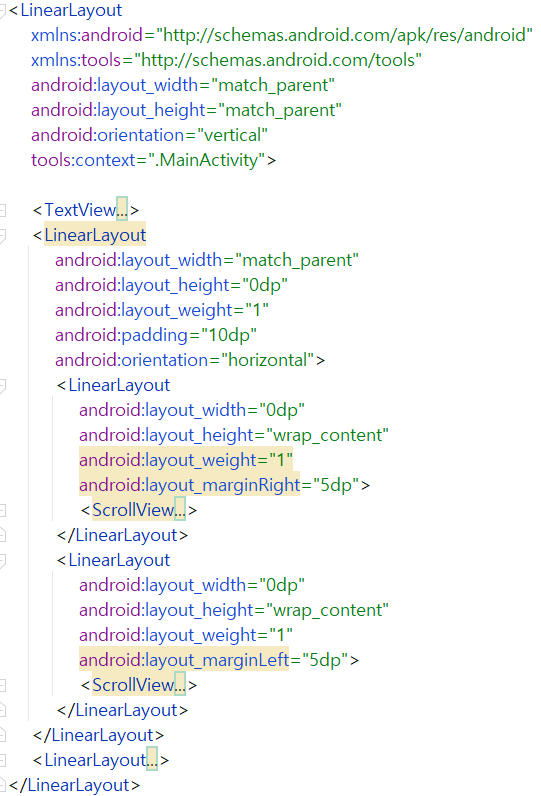 <LinearLayout
xmlns:android="http://schemas.android.com/apk/res/android"
xmlns:tools="http://schemas.android.com/tools"
android:layout_width="match_parent"
android:layout_height="match_parent"
android:orientation="vertical"
tools:context=".MainActivity">
<TextView...>
<LinearLayout
android:layout_width="match_parent"
android:layout_height="0dp"
android:layout_weight="1"
android:padding="10dp"
android:orientation="horizontal">
<LinearLayout
android:layout_width="0dp"
android:layout_height="wrap_content"
android:layout_weight="1"
android:layout_marginRight="5dp">
<ScrollView...>
</LinearLayout>
<LinearLayout
android:layout_width="0dp"
android:layout_height="wrap_content"
android:layout_weight="1"
android:layout_marginLeft="5dp">
<ScrollView...>
</LinearLayout>
</LinearLayout>
<LinearLayout...>
</LinearLayout>